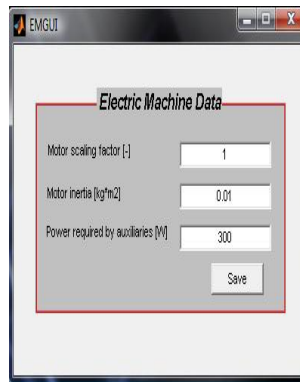 EMGUI
Electric Machine Data
Motor scaling factor [-]
1
Motor inertia [kg*m2]
0.01
Power required by auxiliaries [W]
300
Save